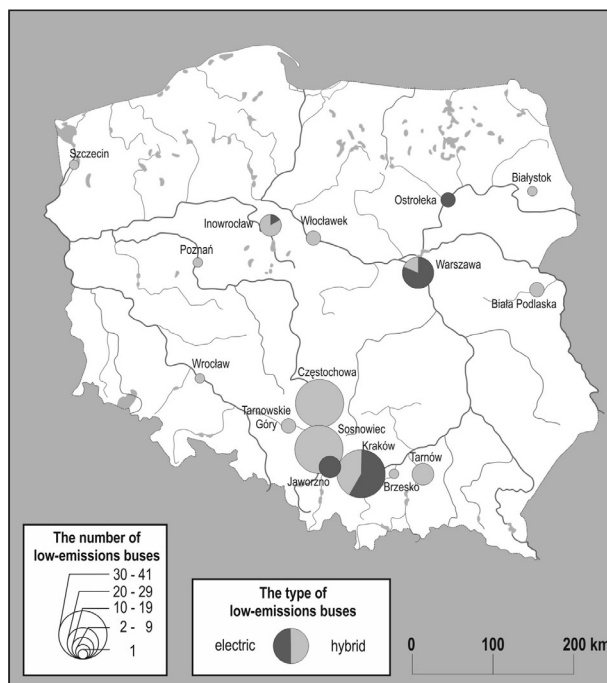 Szczecin
Białystok
Ostrołeka
Inowrocław
Włocławek
Poznań
Warszawa
Biała Podlaska
Wrocław
Częstochowa
Tarnowskie
Góry
Sosnowiec
Kraków
Tarnów
Jaworzno
Brzesko
The number of
low-emissions buses
30 - 41
20 - 29
10 - 19
2 - 9
1
The type of
low-emissions buses
electric
hybrid
0 100 200 km